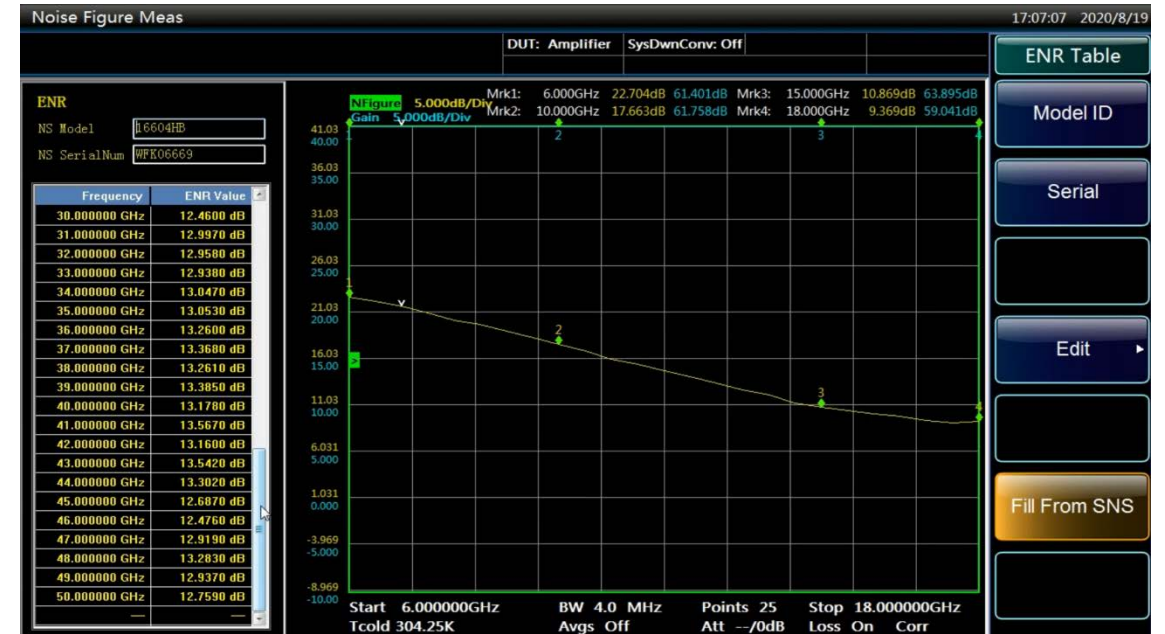 Noise Figure Meas
17:07:07 2020/8/19
DUT: Amplifier SysDwnConv: Off
ENR Table
ENR
NS Model 16604HB
NS SerialNum WFK06669
Frequency ENR Value
30.000000 GHz 12.4600 dB
31.000000 GHz 12.9970 dB
32.000000 GHz 12.9580 dB
33.000000 GHz 12.9380 dB
34.000000 GHz 13.0470 dB
35.000000 GHz 13.0530 dB
36.000000 GHz 13.2600 dB
37.000000 GHz 13.3680 dB
38.000000 GHz 13.2610 dB
39.000000 GHz 13.3850 dB
40.000000 GHz 13.1780 dB
41.000000 GHz 13.5670 dB
42.000000 GHz 13.1600 dB
43.000000 GHz 13.5420 dB
44.000000 GHz 13.3020 dB
45.000000 GHz 12.6870 dB
46.000000 GHz 12.4760 dB
47.000000 GHz 12.9190 dB
48.000000 GHz 13.2830 dB
49.000000 GHz 12.9370 dB
50.000000 GHz 12.7590 dB
— —
NFigure 5.000dB/Div
Gain 5.000dB/Div
Mrk1: 6.000GHz 22.704dB 61.401dB Mrk3: 15.000GHz 10.869dB 63.895dB
Mrk2: 10.000GHz 17.663dB 61.758dB Mrk4: 18.000GHz 9.369dB 59.041dB
41.03
40.00
36.03
35.00
31.03
30.00
26.03
25.00
21.03
20.00
16.03
15.00
11.03
10.00
6.031
5.000
1.031
0.000
-3.969
-5.000
-8.969
-10.00
1 2 3 4
1
2
3
4
>
Start 6.000000GHz BW 4.0 MHz Points 25 Stop 18.000000GHz
Tcold 304.25K Avgs Off Att --/0dB Loss On Corr
Model ID
Serial
Edit
Fill From SNS